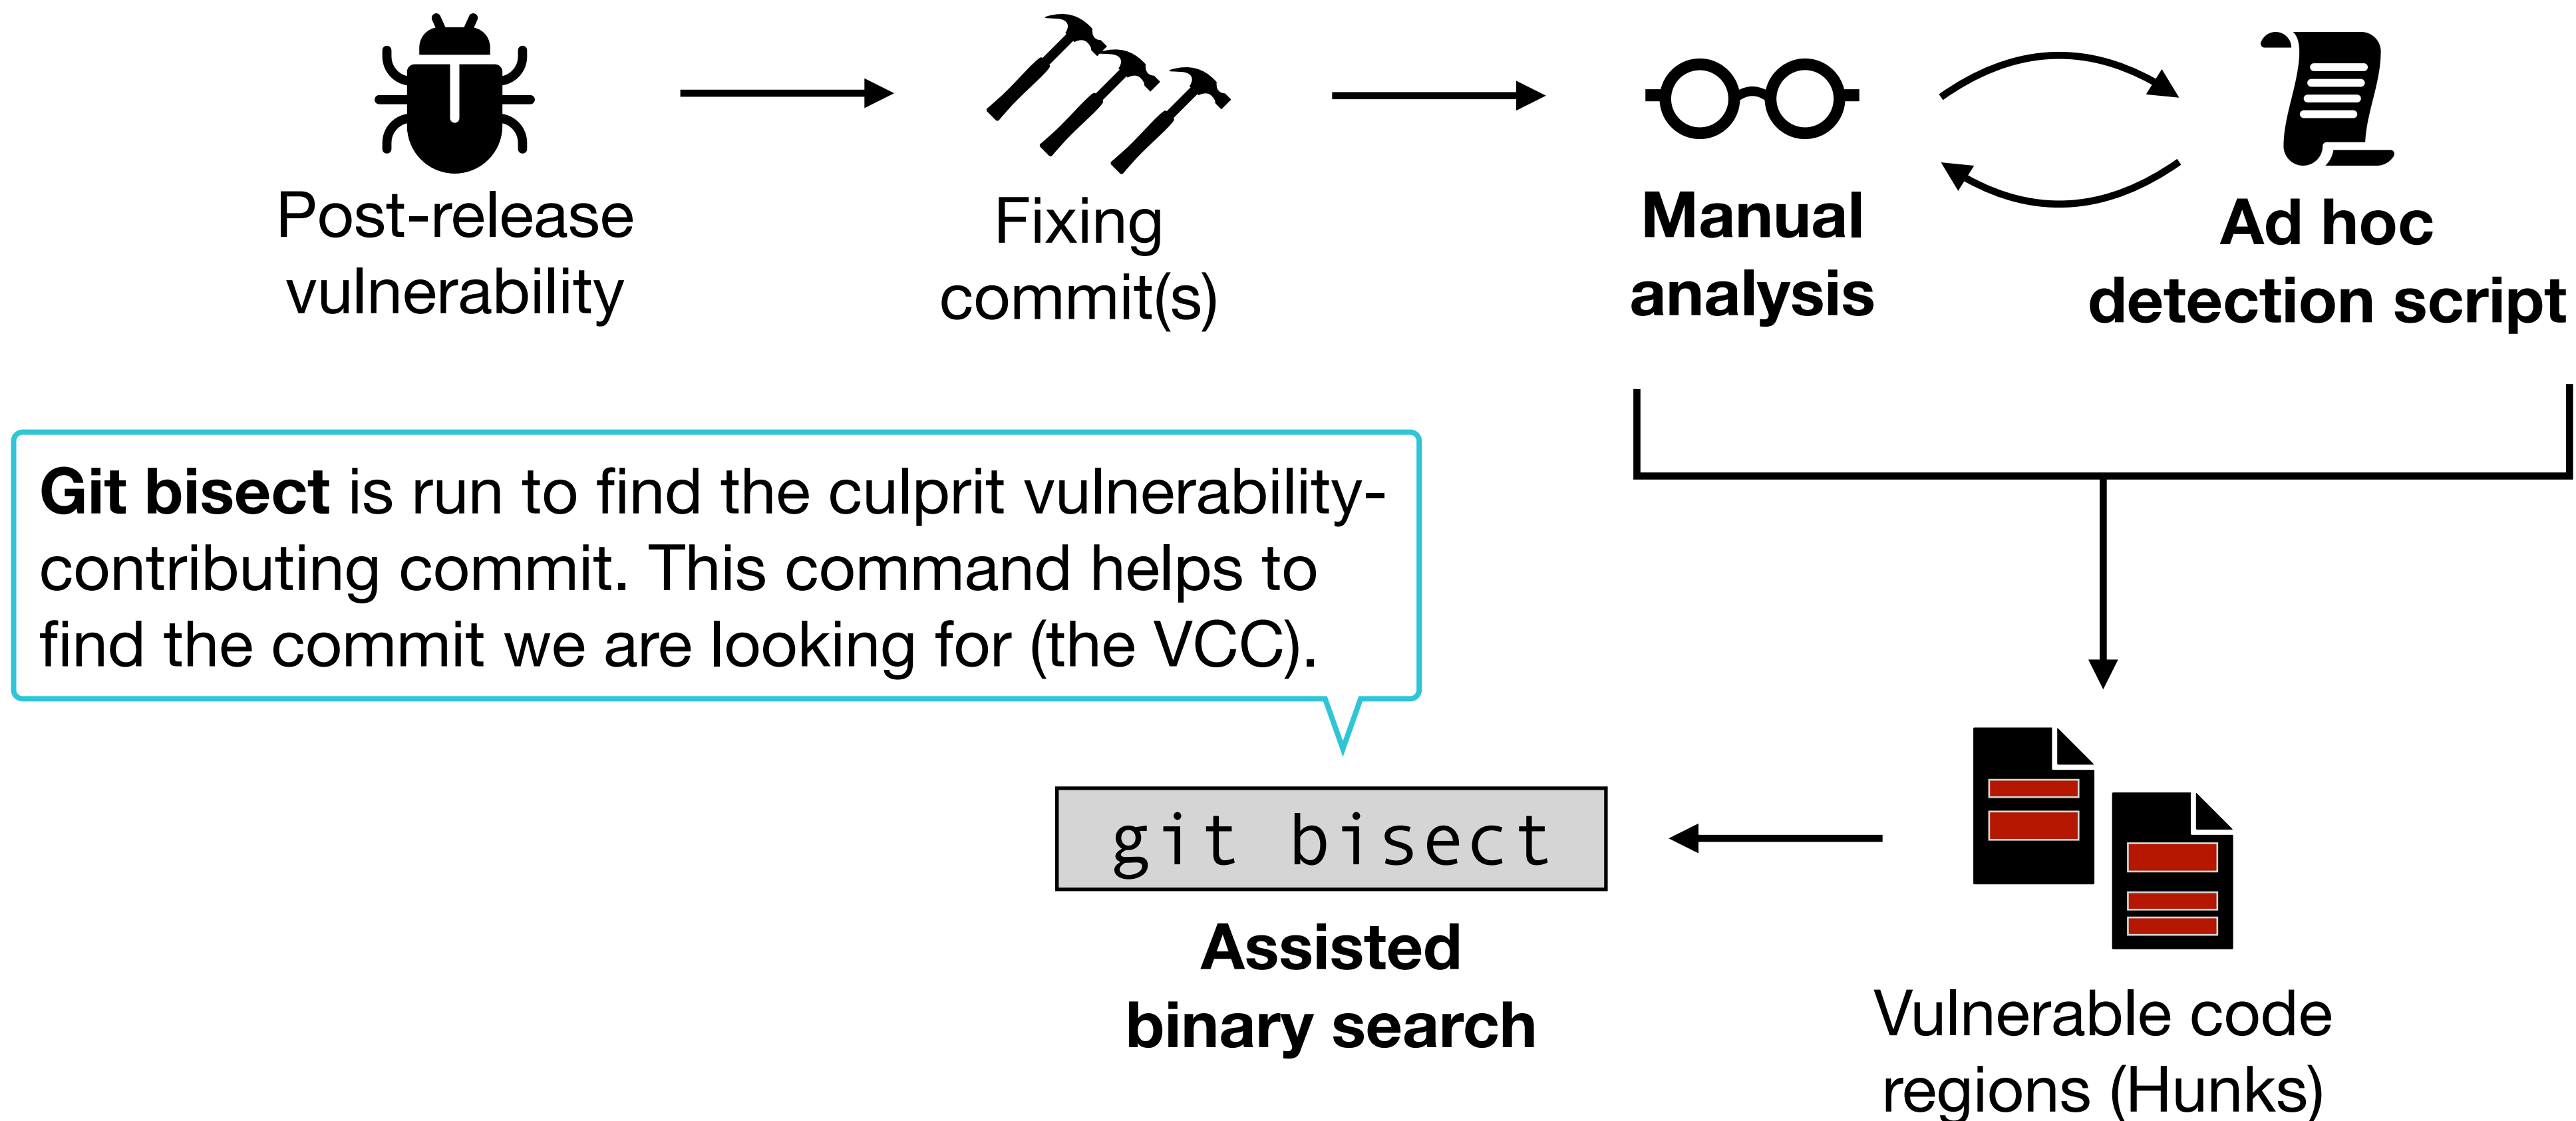 Post-release
vulnerability
Fixing
commit(s)
Manual
analysis
Ad hoc
detection script
Git bisect is run to find the culprit vulnerability-
contributing commit. This command helps to
find the commit we are looking for (the VCC).
git bisect
Assisted
binary search
Vulnerable code
regions (Hunks)